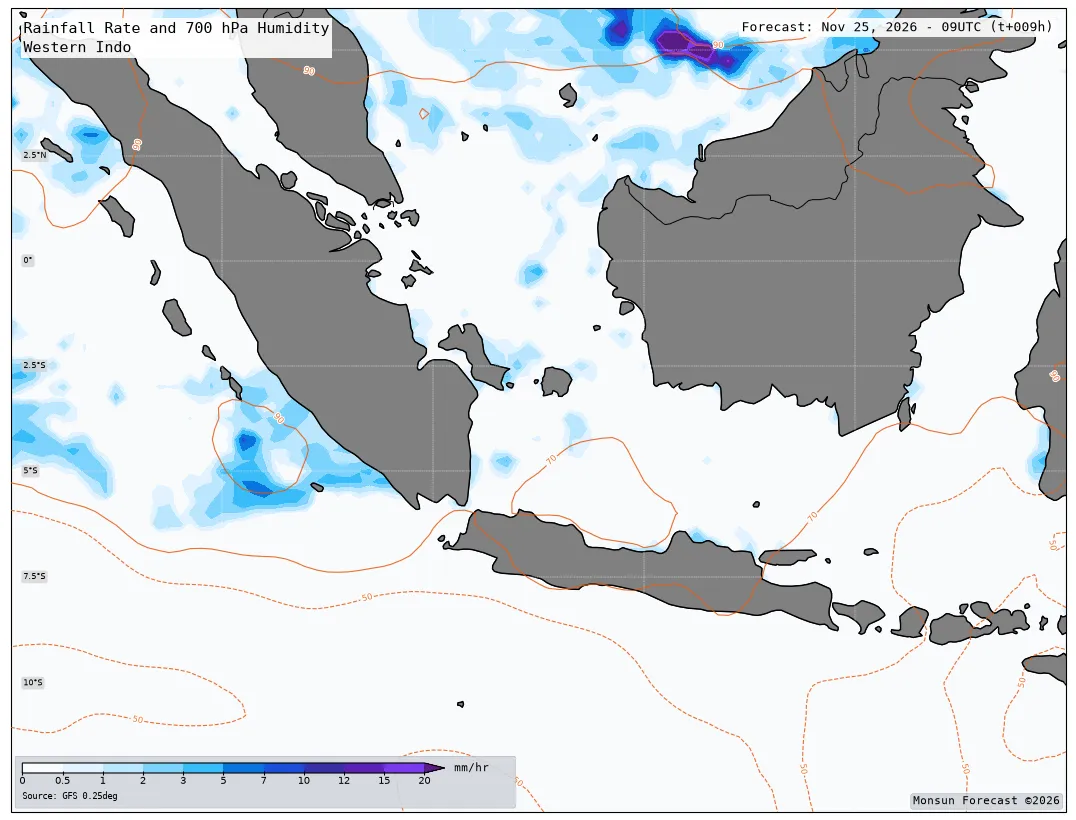 Rainfall Rate and 700 hPa Humidity
Western Indo
Forecast: Nov 25, 2026 - 09UTC (t+009h)
90
90
90
2.5°N
0°
2.5°S
90
90
70
5°S
70
50
7.5°S
50
10°S
50
50
50
50
50
0 0.5 1 2 3 5 7 10 12 15 20 mm/hr
Source: GFS 0.25deg
Monsun Forecast ©2026